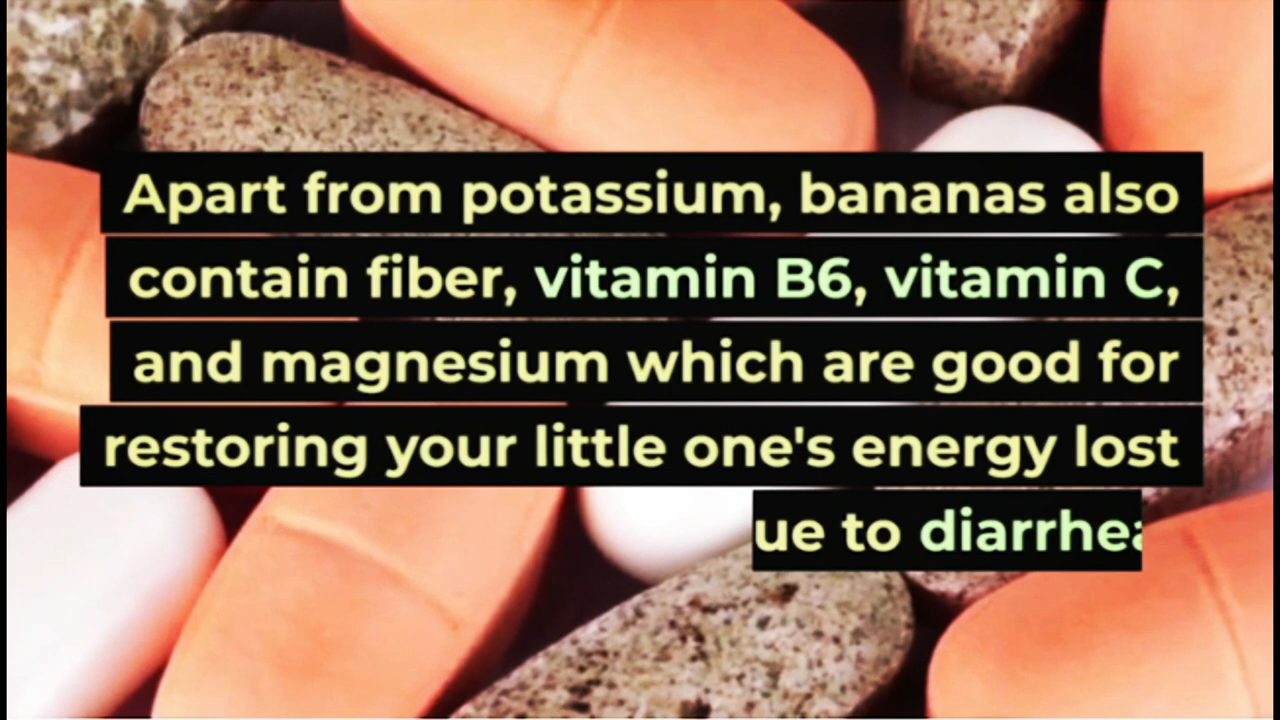 Apart from potassium, bananas also
contain fiber, vitamin B6, vitamin C,
and magnesium which are good for
restoring your little one's energy lost
ue to diarrhea